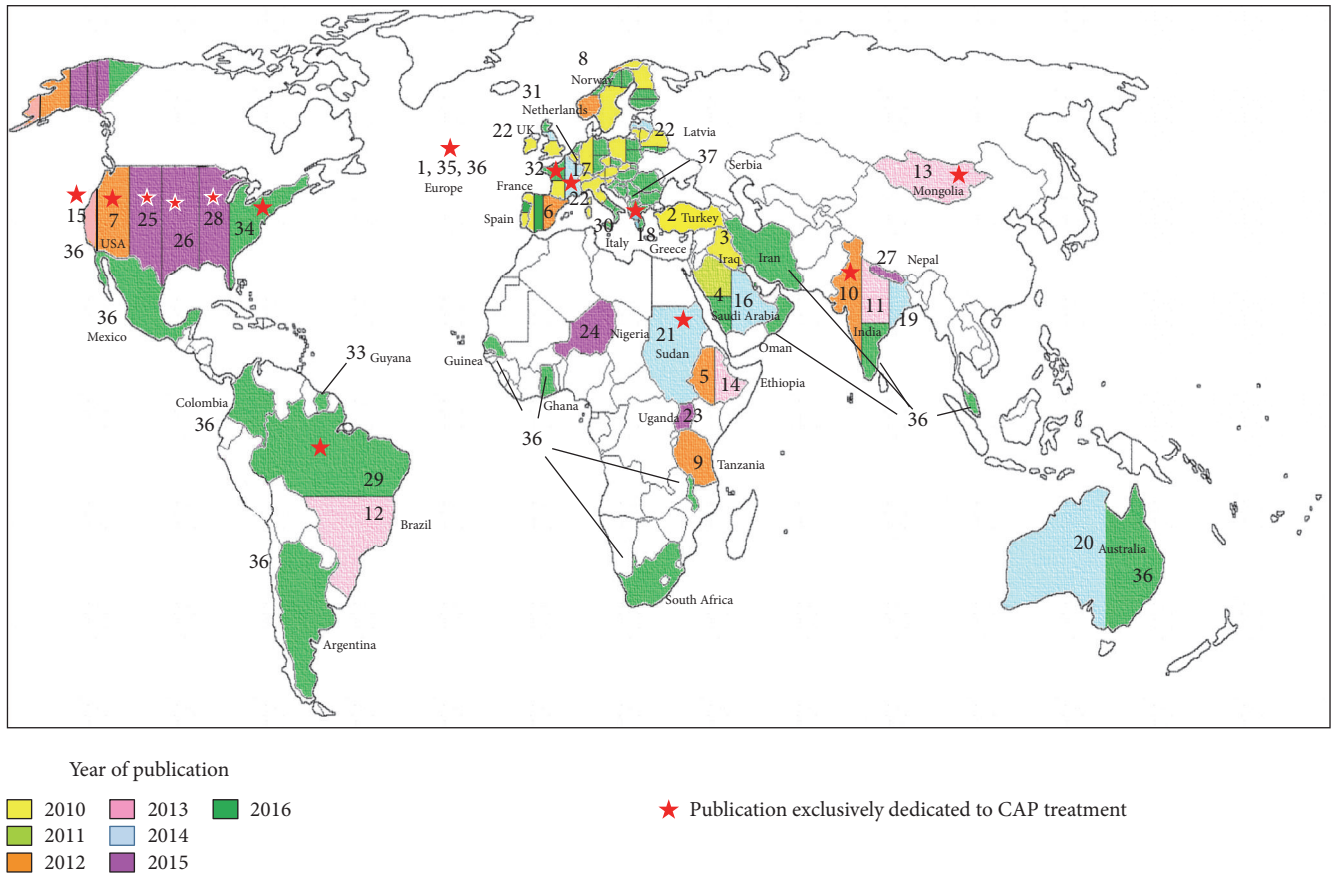 8
Norway
31
Netherlands
22 UK
22 Latvia
1, 35, 36
Europe
32
17
37
Serbia
France
22
13
Mongolia
15
7
25
28
34
26
36
USA
Spain
6
30
Italy
18
Greece
2 Turkey
3
Iraq
Iran
27
Nepal
4
16
Saudi Arabia
10
11
19
India
36
Mexico
24
Nigeria
21
Sudan
Oman
33 Guyana
Guinea
5
14
Ethiopia
Colombia
36
Ghana
Uganda 23
36
36
9
Tanzania
29
12
Brazil
20
Australia
36
36
South Africa
Argentina
Year of publication
2010
2013
2016
2011
2014
2012
2015
Publication exclusively dedicated to CAP treatment